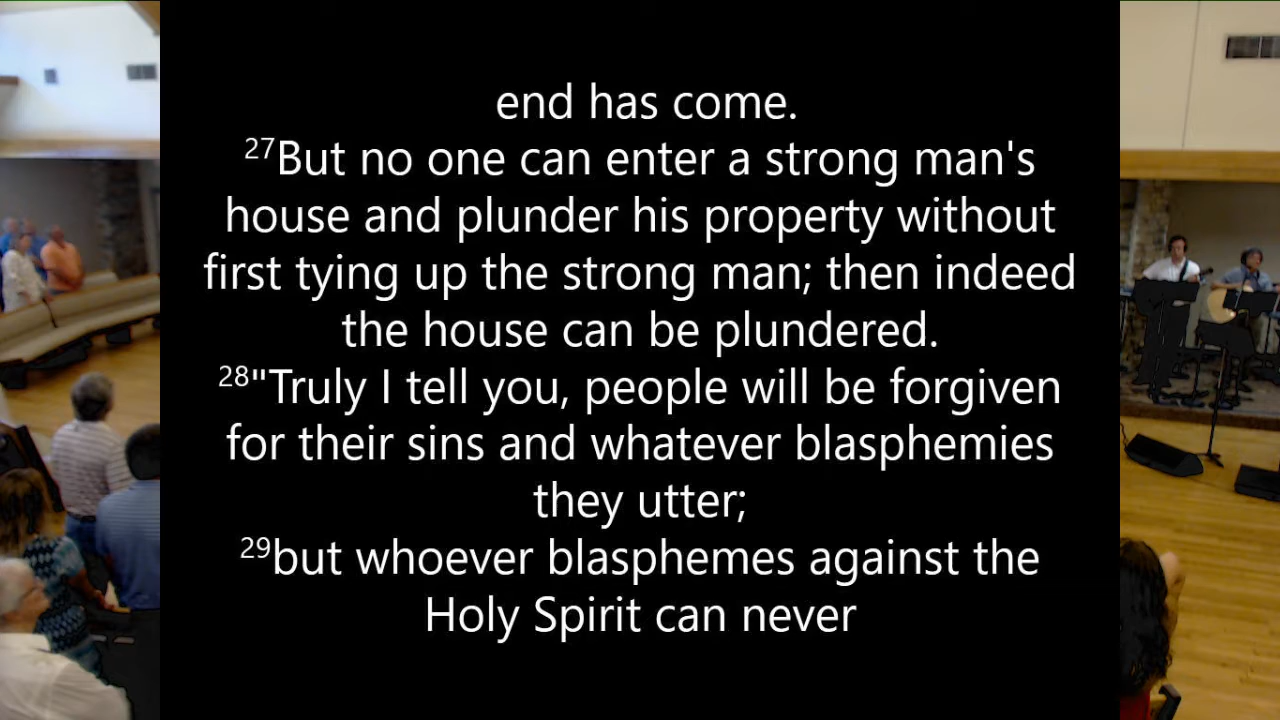 end has come.
27But no one can enter a strong man's
house and plunder his property without
first tying up the strong man; then indeed
the house can be plundered.
28"Truly I tell you, people will be forgiven
for their sins and whatever blasphemies
they utter;
29but whoever blasphemes against the
Holy Spirit can never